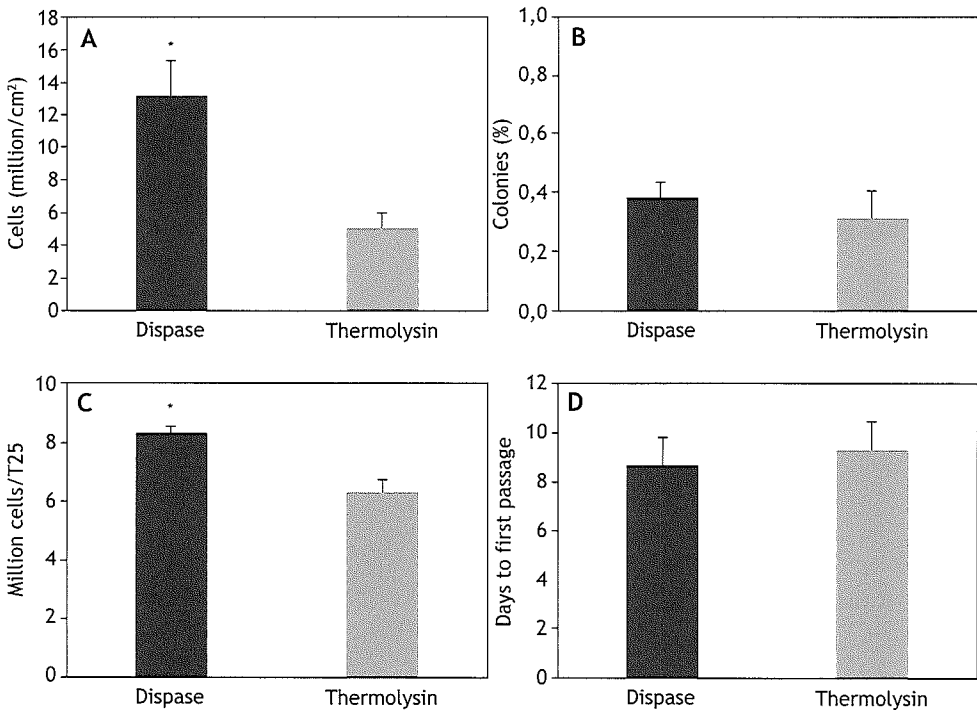 A
*
Cells (million/cm²)
18
16
14
12
10
8
6
4
2
0
Dispase
Thermolysin
B
Colonies (%)
1,0
0,8
0,6
0,4
0,2
0,0
Dispase
Thermolysin
C
*
Million cells/T25
10
8
6
4
2
0
Dispase
Thermolysin
D
Days to first passage
12
10
8
6
4
2
0
Dispase
Thermolysin